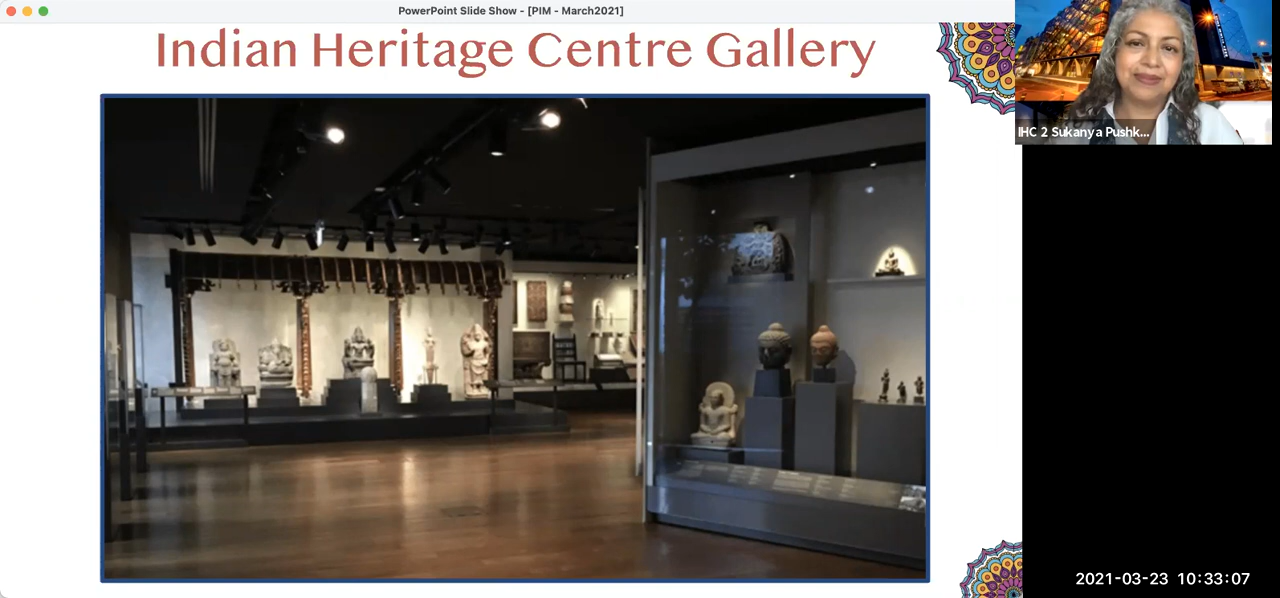 PowerPoint Slide Show - [PIM - March2021]
Indian Heritage Centre Gallery
IHC 2 Sukanya Pushk...
2021-03-23 10:33:07